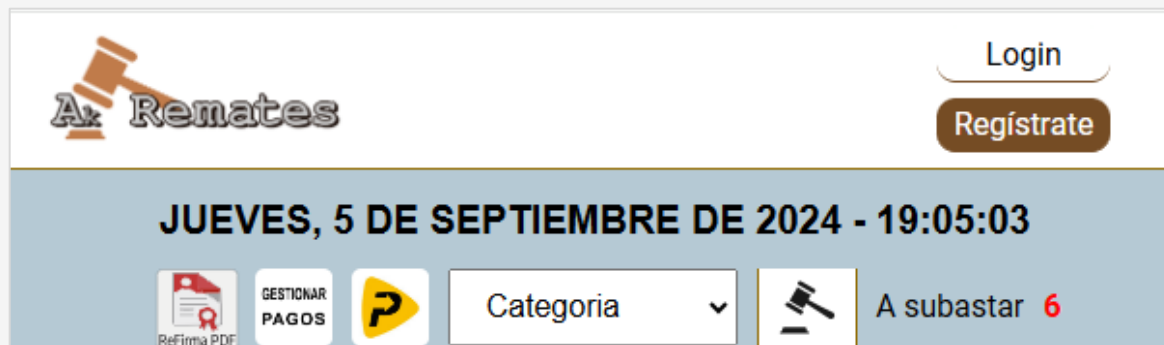 Ak Remates
Login
Regístrate
JUEVES, 5 DE SEPTIEMBRE DE 2024 - 19:05:03
ReFirma PDF
GESTIONAR
PAGOS
Categoria
A subastar 6